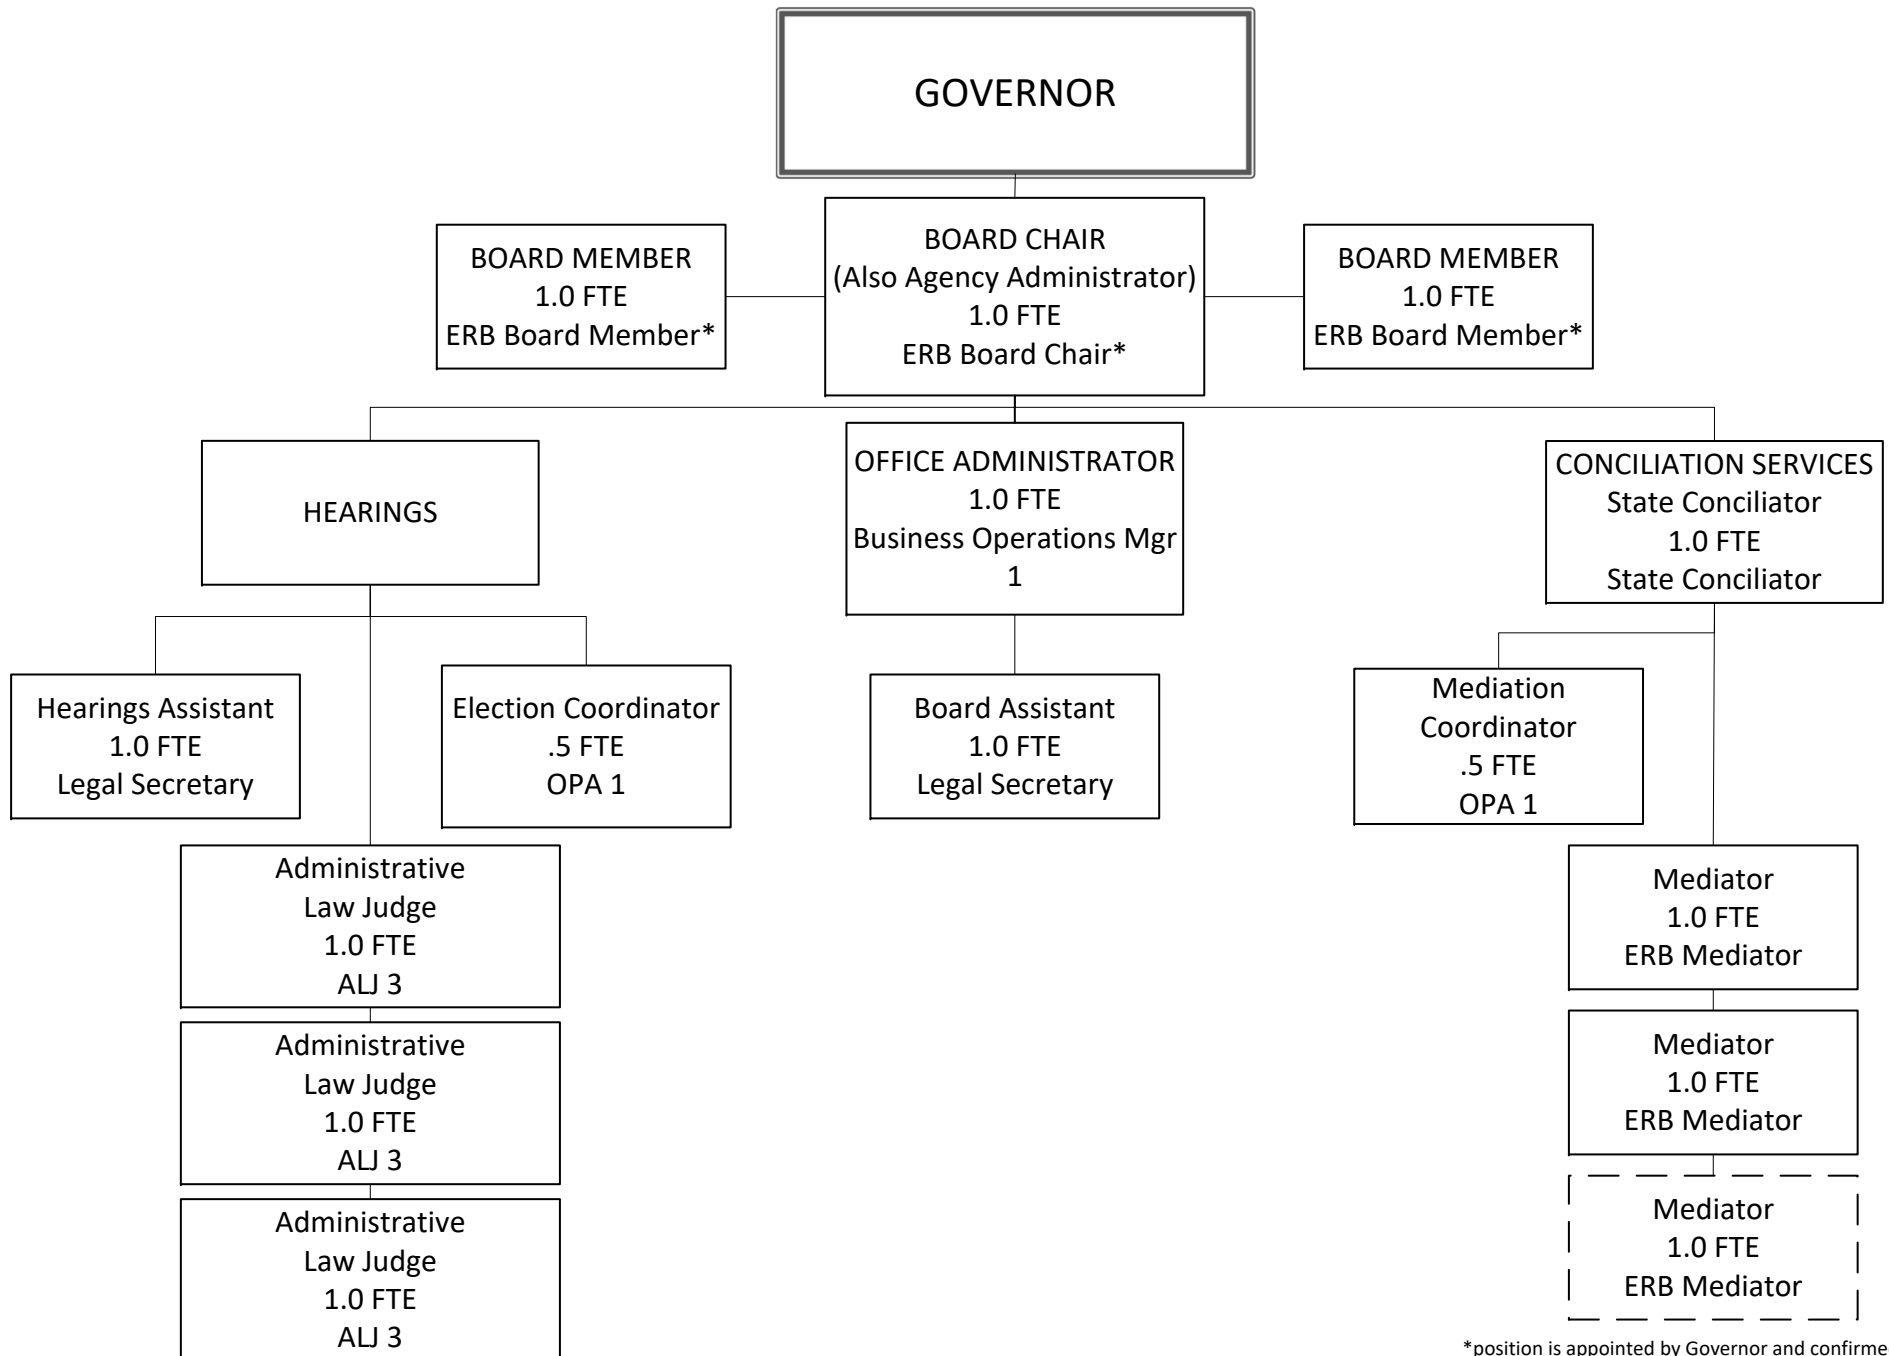 GOVERNOR
BOARD MEMBER
1.0 FTE
ERB Board Member*
BOARD CHAIR
(Also Agency Administrator)
1.0 FTE
ERB Board Chair*
BOARD MEMBER
1.0 FTE
ERB Board Member*
HEARINGS
OFFICE ADMINISTRATOR
1.0 FTE
Business Operations Mgr
1
CONCILIATION SERVICES
State Conciliator
1.0 FTE
State Conciliator
Hearings Assistant
1.0 FTE
Legal Secretary
Election Coordinator
.5 FTE
OPA 1
Board Assistant
1.0 FTE
Legal Secretary
Mediation
Coordinator
.5 FTE
OPA 1
Administrative
Law Judge
1.0 FTE
ALJ 3
Administrative
Law Judge
1.0 FTE
ALJ 3
Administrative
Law Judge
1.0 FTE
ALJ 3
Mediator
1.0 FTE
ERB Mediator
Mediator
1.0 FTE
ERB Mediator
Mediator
1.0 FTE
ERB Mediator
*position is appointed by Governor and confirme